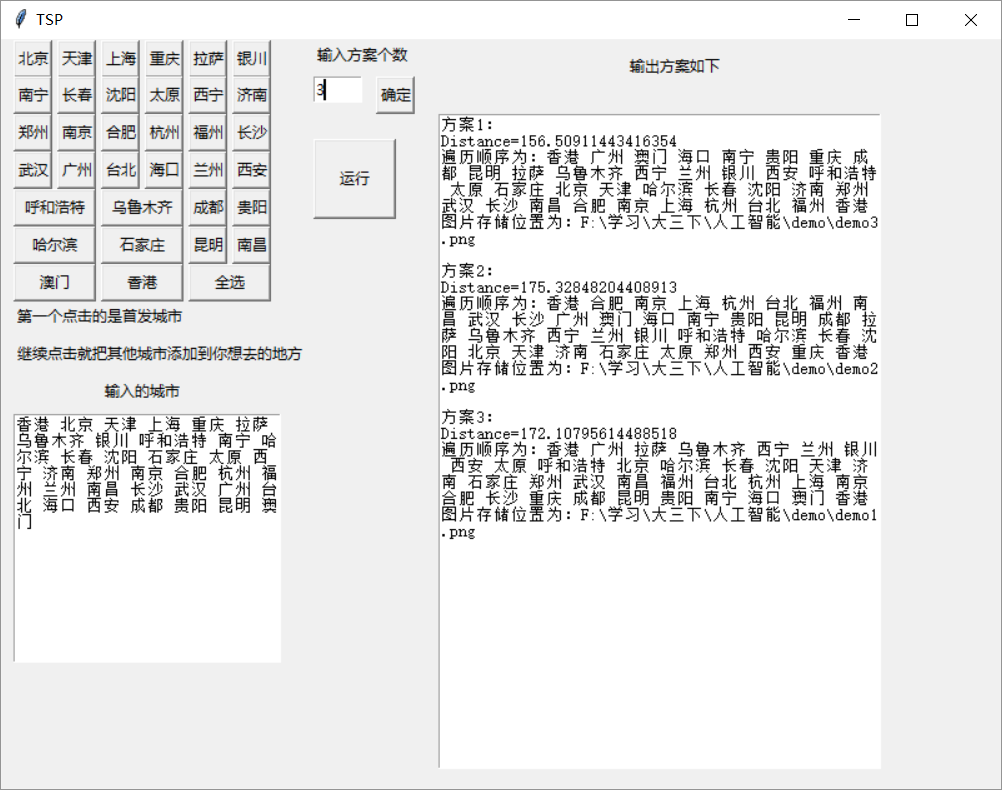 TSP
北京 天津 上海 重庆 拉萨 银川
南宁 长春 沈阳 太原 西宁 济南
郑州 南京 合肥 杭州 福州 长沙
武汉 广州 台北 海口 兰州 西安
呼和浩特 乌鲁木齐 成都 贵阳
哈尔滨 石家庄 昆明 南昌
澳门 香港 全选
第一个点击的是首发城市
继续点击就把其他城市添加到你想去的地方
输入的城市
香港 北京 天津 上海 重庆 拉萨
乌鲁木齐 银川 呼和浩特 南宁 哈
尔滨 长春 沈阳 石家庄 太原 西
宁 济南 郑州 南京 合肥 杭州 福
州 兰州 南昌 长沙 武汉 广州 台
北 海口 西安 成都 贵阳 昆明 澳
门
输入方案个数
3 确定
运行
输出方案如下
方案1:
Distance=156.50911443416354
遍历顺序为: 香港 广州 澳门 海口 南宁 贵阳 重庆 成
都 昆明 拉萨 乌鲁木齐 西宁 兰州 银川 西安 呼和浩特
太原 石家庄 北京 天津 哈尔滨 长春 沈阳 济南 郑州
武汉 长沙 南昌 合肥 南京 上海 杭州 台北 福州 香港
图片存储位置为: F:\学习\大三下\人工智能\demo\demo3
.png
方案2:
Distance=175.32848204408913
遍历顺序为: 香港 合肥 南京 上海 杭州 台北 福州 南
昌 武汉 长沙 广州 澳门 海口 南宁 贵阳 昆明 成都 拉
萨 乌鲁木齐 西宁 兰州 银川 呼和浩特 哈尔滨 长春 沈
阳 北京 天津 济南 石家庄 太原 郑州 西安 重庆 香港
图片存储位置为: F:\学习\大三下\人工智能\demo\demo2
.png
方案3:
Distance=172.10795614488518
遍历顺序为: 香港 广州 拉萨 乌鲁木齐 西宁 兰州 银川
西安 太原 呼和浩特 北京 哈尔滨 长春 沈阳 天津 济
南 石家庄 郑州 武汉 南昌 福州 台北 杭州 上海 南京
合肥 长沙 重庆 成都 昆明 贵阳 南宁 海口 澳门 香港
图片存储位置为: F:\学习\大三下\人工智能\demo\demo1
.png